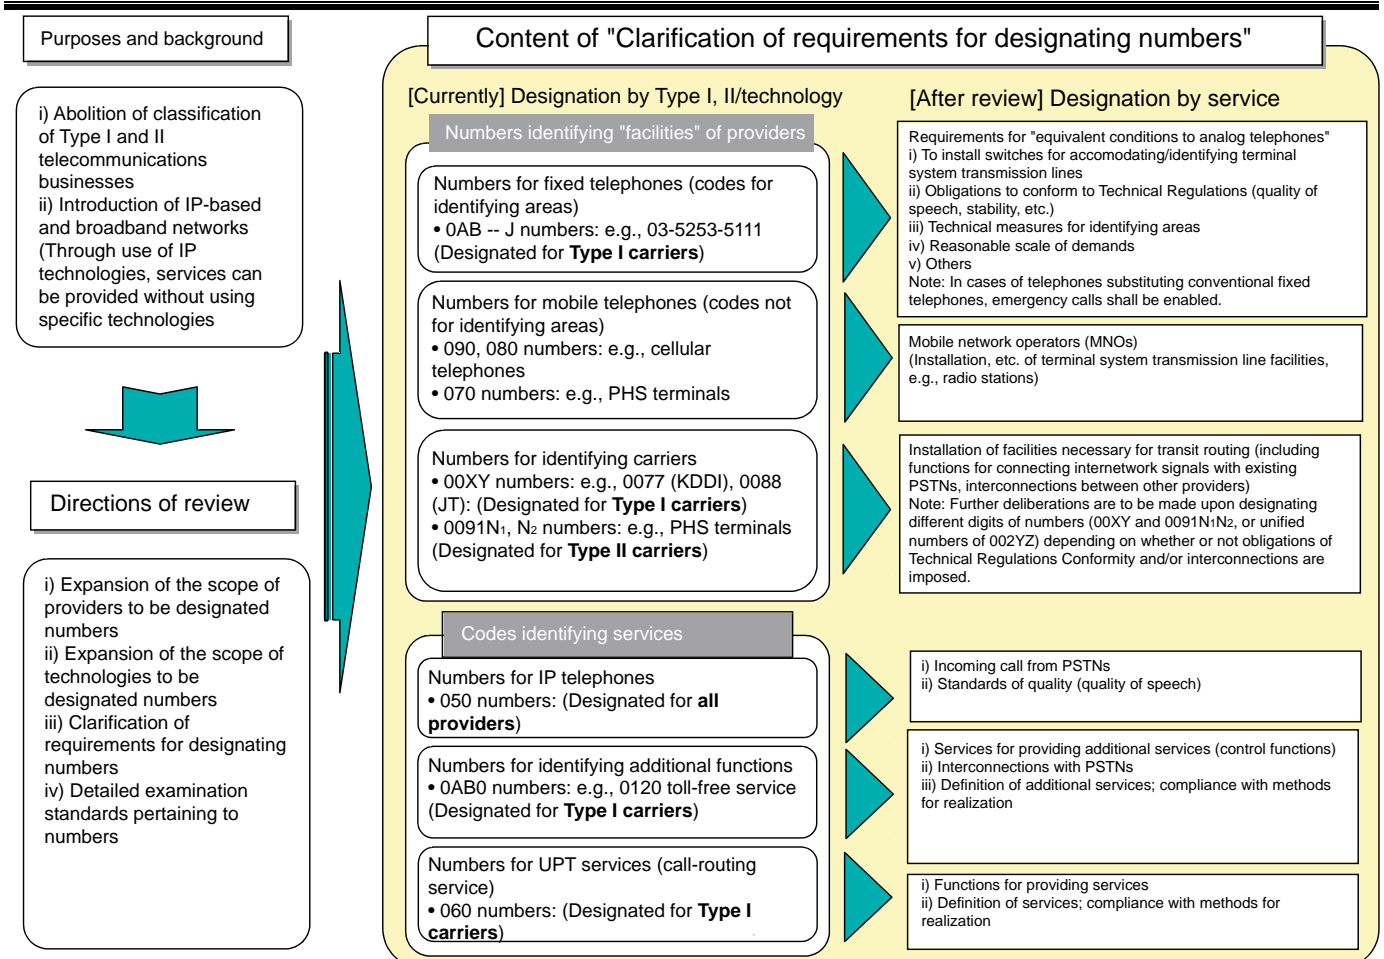 Purposes and background
i) Abolition of classification
of Type I and II
telecommunications
businesses
ii) Introduction of IP-based
and broadband networks
(Through use of IP
technologies, services can
be provided without using
specific technologies
Directions of review
i) Expansion of the scope of
providers to be designated
numbers
ii) Expansion of the scope of
technologies to be
designated numbers
iii) Clarification of
requirements for designating
numbers
iv) Detailed examination
standards pertaining to
numbers
Content of "Clarification of requirements for designating numbers"
[Currently] Designation by Type I, II/technology
Numbers identifying "facilities" of providers
Numbers for fixed telephones (codes for
identifying areas)
• 0AB -- J numbers: e.g., 03-5253-5111
(Designated for Type I carriers)
Numbers for mobile telephones (codes not
for identifying areas)
• 090, 080 numbers: e.g., cellular
telephones
• 070 numbers: e.g., PHS terminals
Numbers for identifying carriers
• 00XY numbers: e.g., 0077 (KDDI), 0088
(JT): (Designated for Type I carriers)
• 0091N1, N2 numbers: e.g., PHS terminals
(Designated for Type II carriers)
Codes identifying services
Numbers for IP telephones
• 050 numbers: (Designated for all
providers)
Numbers for identifying additional functions
• 0AB0 numbers: e.g., 0120 toll-free service
(Designated for Type I carriers)
Numbers for UPT services (call-routing
service)
• 060 numbers: (Designated for Type I
carriers)
[After review] Designation by service
Requirements for "equivalent conditions to analog telephones"
i) To install switches for accomodating/identifying terminal
system transmission lines
ii) Obligations to conform to Technical Regulations (quality of
speech, stability, etc.)
iii) Technical measures for identifying areas
iv) Reasonable scale of demands
v) Others
Note: In cases of telephones substituting conventional fixed
telephones, emergency calls shall be enabled.
Mobile network operators (MNOs)
(Installation, etc. of terminal system transmission line facilities,
e.g., radio stations)
Installation of facilities necessary for transit routing (including
functions for connecting internetwork signals with existing
PSTNs, interconnections between other providers)
Note: Further deliberations are to be made upon designating
different digits of numbers (00XY and 0091N1N2, or unified
numbers of 002YZ) depending on whether or not obligations of
Technical Regulations Conformity and/or interconnections are
imposed.
i) Incoming call from PSTNs
ii) Standards of quality (quality of speech)
i) Services for providing additional services (control functions)
ii) Interconnections with PSTNs
iii) Definition of additional services; compliance with methods
for realization
i) Functions for providing services
ii) Definition of services; compliance with methods for
realization